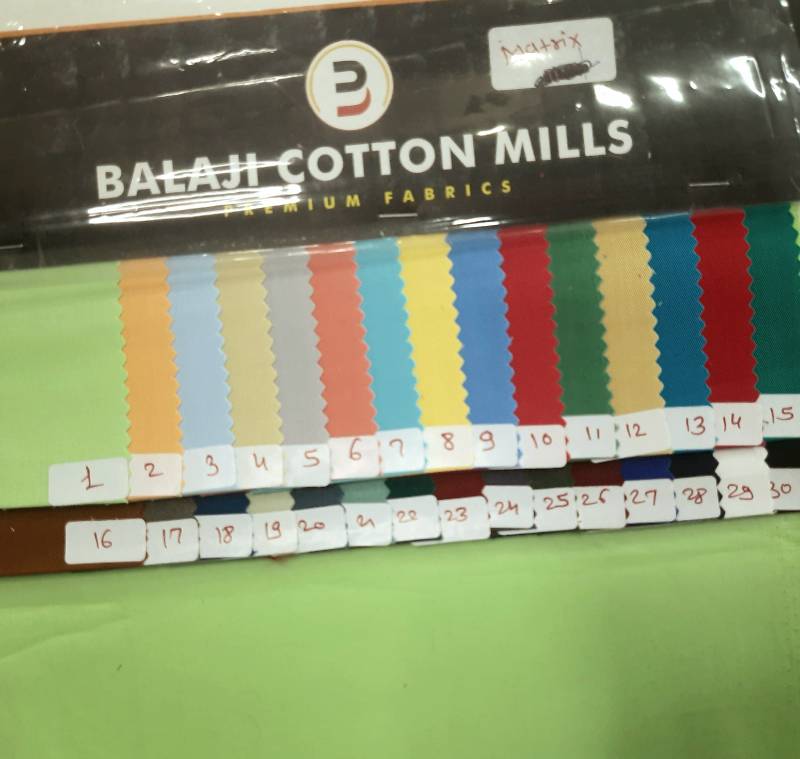 Matrix
BALAJI COTTON MILLS
PREMIUM FABRICS
1 2 3 4 5 6 7 8 9 10 11 12 13 14 15
16 17 18 19 20 21 22 23 24 25 26 27 28 29 30